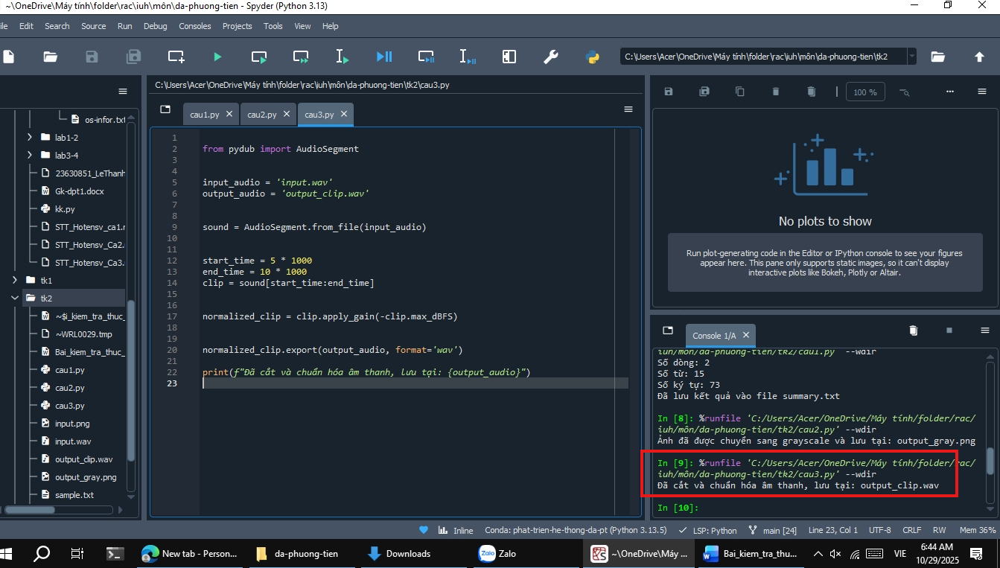 ~\OneDrive\Máy tính\folder\rac\iuh\môn\da-phuong-tien - Spyder (Python 3.13)
ile Edit Search Source Run Debug Consoles Projects Tools View Help
C:\Users\Acer\OneDrive\Máy tính\folder\rac\iuh\môn\da-phuong-tien\tk2
os-infor.txt
lab1-2
lab3-4
23630851_LeThanh
Gk-dpt1.docx
kk.py
STT_Hotensv_ca1.r
STT_Hotensv_Ca2.
STT_Hotensv_Ca3.
tk1
tk2
~$i_kiem_tra_thuc_
~WRL0029.tmp
Bai_kiem_tra_thuc_
cau1.py
cau2.py
cau3.py
input.png
input.wav
output_clip.wav
output_gray.png
sample.txt
C:\Users\Acer\OneDrive\Máy tính\folder\rac\iuh\môn\da-phuong-tien\tk2\cau3.py
cau1.py cau2.py cau3.py
1
2 from pydub import AudioSegment
3
4
5 input_audio = 'input.wav'
6 output_audio = 'output_clip.wav'
7
8
9 sound = AudioSegment.from_file(input_audio)
10
11
12 start_time = 5 * 1000
13 end_time = 10 * 1000
14 clip = sound[start_time:end_time]
15
16
17 normalized_clip = clip.apply_gain(-clip.max_dBFS)
18
19
20 normalized_clip.export(output_audio, format='wav')
21
22 print(f"Đã cắt và chuẩn hóa âm thanh, lưu tại: {output_audio}")
23
100 %
No plots to show
Run plot-generating code in the Editor or IPython console to see your figures
appear here. This pane only supports static images, so it can't display
interactive plots like Bokeh, Plotly or Altair.
Console 1/A
iuh/môn/da-phuong-tien/tk2/cau1.py' --wdir
Số dòng: 2
Số từ: 15
Số ký tự: 73
Đã lưu kết quả vào file summary.txt
In [8]: %runfile 'C:/Users/Acer/OneDrive/Máy tính/folder/rac/
iuh/môn/da-phuong-tien/tk2/cau2.py' --wdir
Ảnh đã được chuyển sang grayscale và lưu tại: output_gray.png
In [9]: %runfile 'C:/Users/Acer/OneDrive/Máy tính/folder/rac/
iuh/môn/da-phuong-tien/tk2/cau3.py' --wdir
Đã cắt và chuẩn hóa âm thanh, lưu tại: output_clip.wav
In [10]:
Inline Conda: phat-trien-he-thong-da-pt (Python 3.13.5) LSP: Python main [24] Line 23, Col 1 UTF-8 CRLF RW Mem 36%
New tab - Person... da-phuong-tien Downloads Zalo Zalo ~\OneDrive\Máy ... Bai_kiem_tra_thu... VIE 6:44 AM
10/29/2025